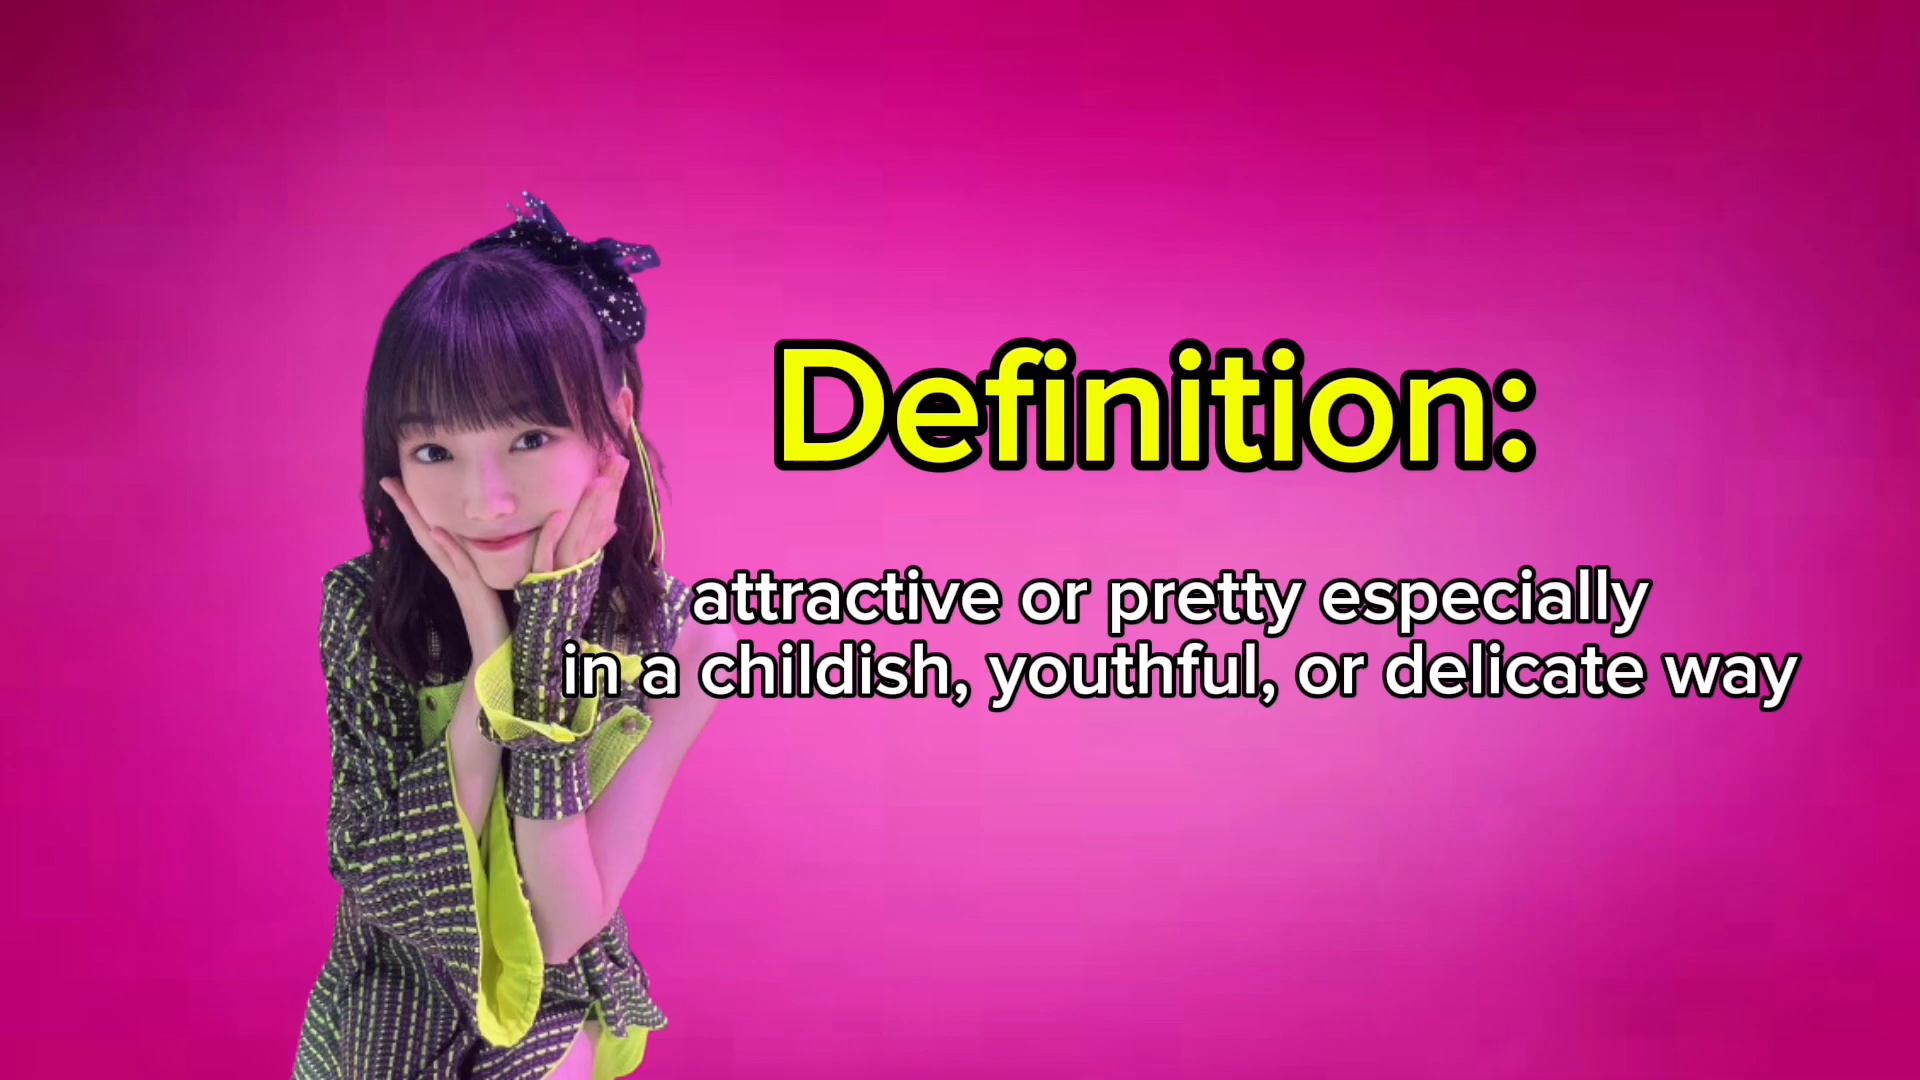 Definition:
attractive or pretty especially
in a childish, youthful, or delicate way